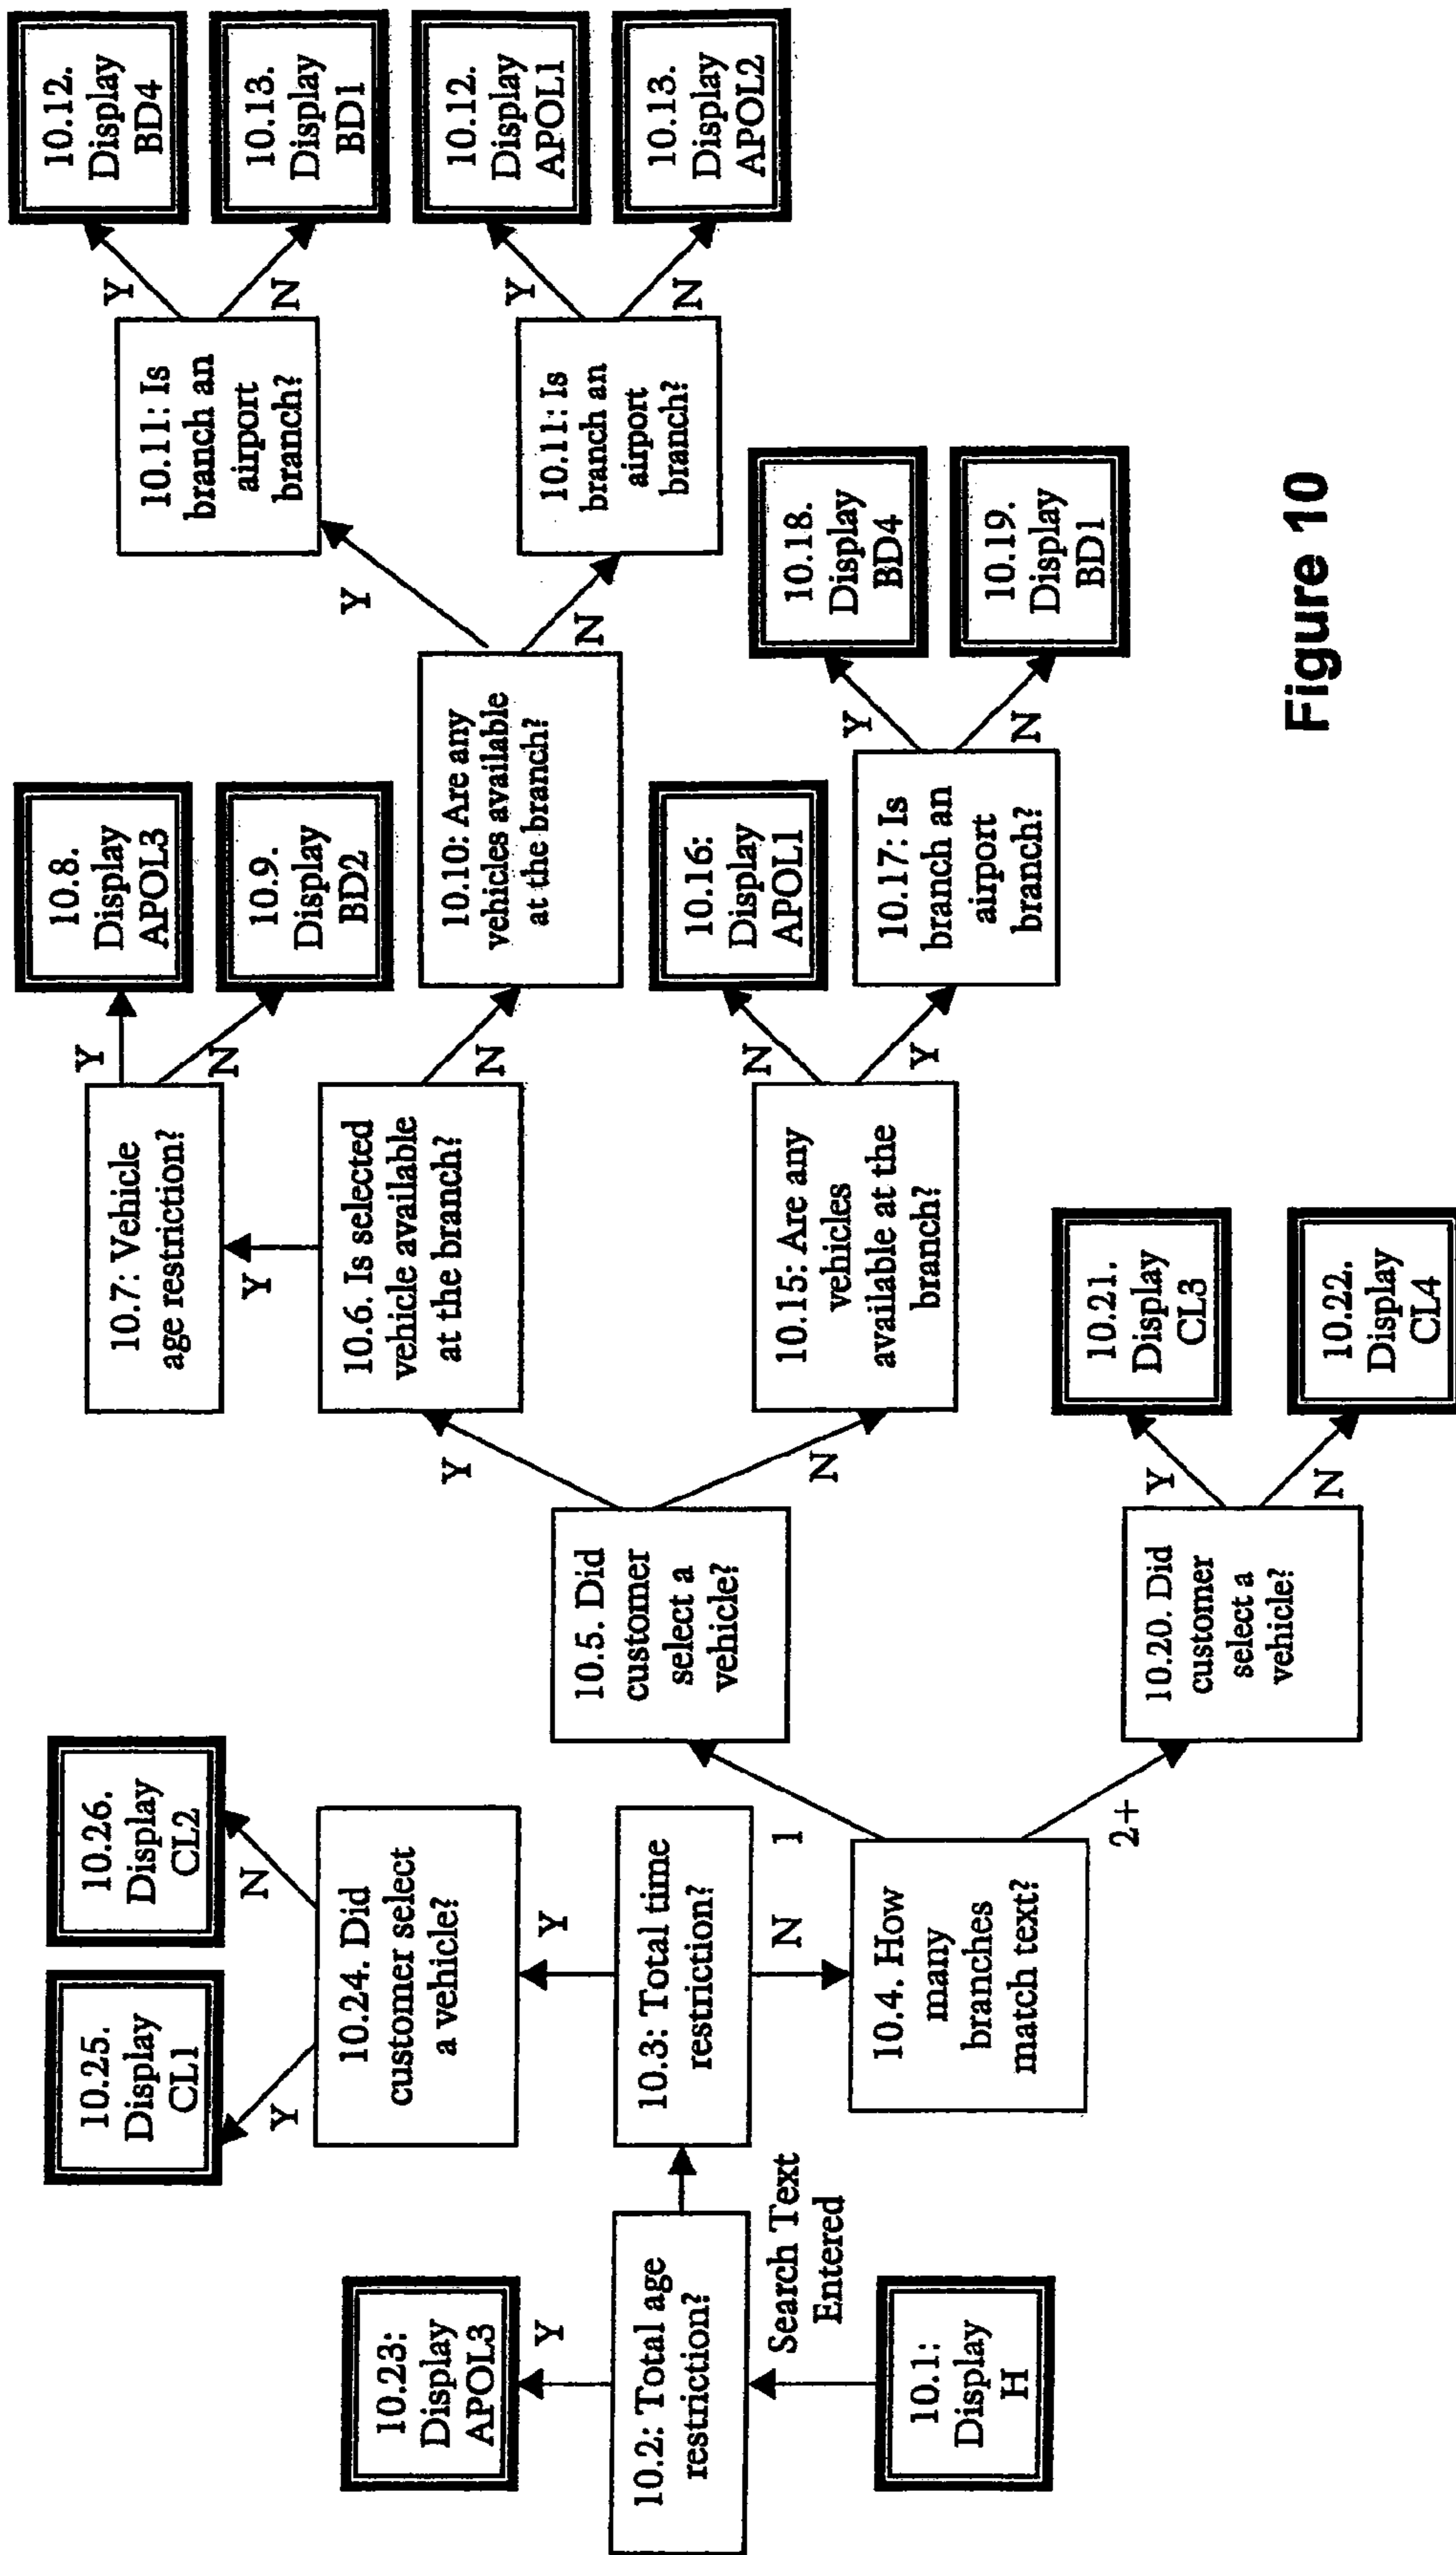 10.1:
Display
H
Search Text
Entered
10.2: Total age
restriction?
Y
10.23:
Display
APOL3
10.3: Total time
restriction?
Y
10.24. Did
customer select
a vehicle?
Y
10.25.
Display
CL1
N
10.26.
Display
CL2
N
10.4. How
many
branches
match text?
1
10.5. Did
customer
select a
vehicle?
Y
10.6. Is selected
vehicle available
at the branch?
Y
10.7: Vehicle
age restriction?
Y
10.8.
Display
APOL3
N
10.9.
Display
BD2
N
10.10: Are any
vehicles available
at the branch?
Y
10.11: Is
branch an
airport
branch?
Y
10.12.
Display
BD4
N
10.13.
Display
BD1
N
10.11: Is
branch an
airport
branch?
Y
10.12.
Display
APOL1
N
10.13.
Display
APOL2
N
10.15: Are any
vehicles
available at the
branch?
N
10.16:
Display
APOL1
Y
10.17: Is
branch an
airport
branch?
Y
10.18.
Display
BD4
N
10.19.
Display
BD1
2+
10.20. Did
customer
select a
vehicle?
Y
10.21.
Display
CL3
N
10.22.
Display
CL4
Figure 10